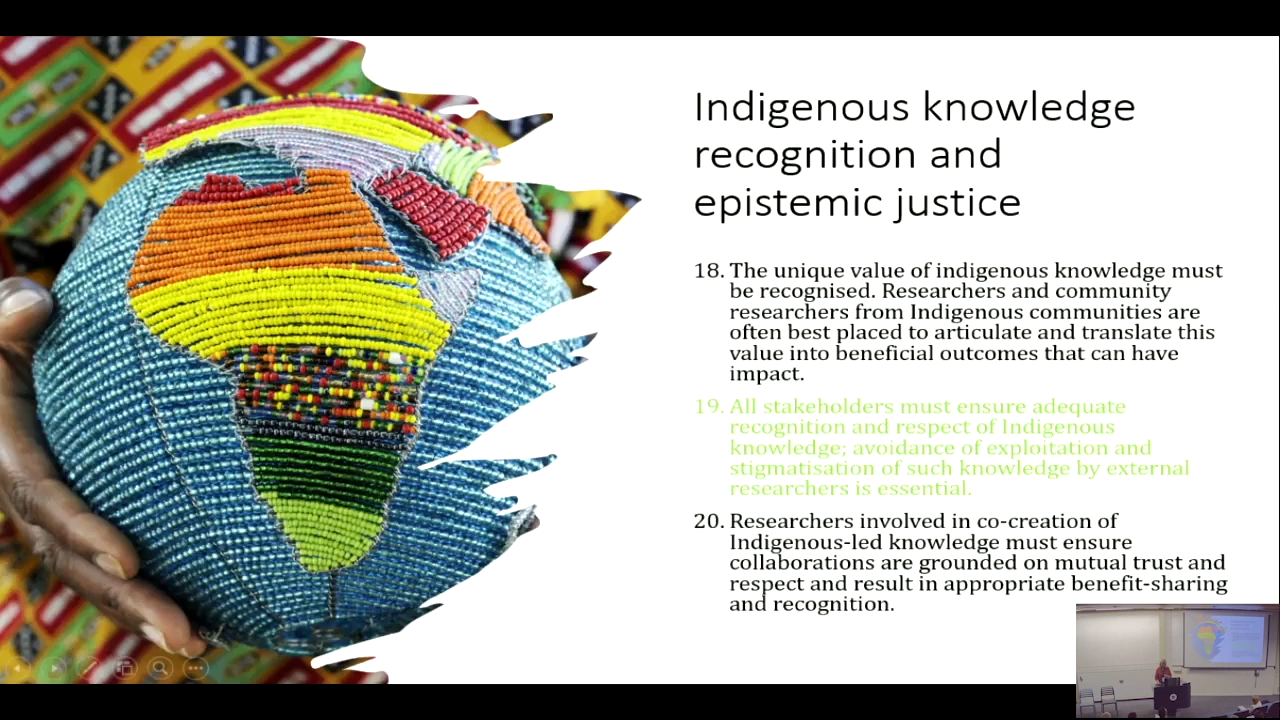 Indigenous knowledge
recognition and
epistemic justice
18. The unique value of indigenous knowledge must
be recognised. Researchers and community
researchers from Indigenous communities are
often best placed to articulate and translate this
value into beneficial outcomes that can have
impact.
19. All stakeholders must ensure adequate
recognition and respect of Indigenous
knowledge; avoidance of exploitation and
stigmatisation of such knowledge by external
researchers is essential.
20. Researchers involved in co-creation of
Indigenous-led knowledge must ensure
collaborations are grounded on mutual trust and
respect and result in appropriate benefit-sharing
and recognition.